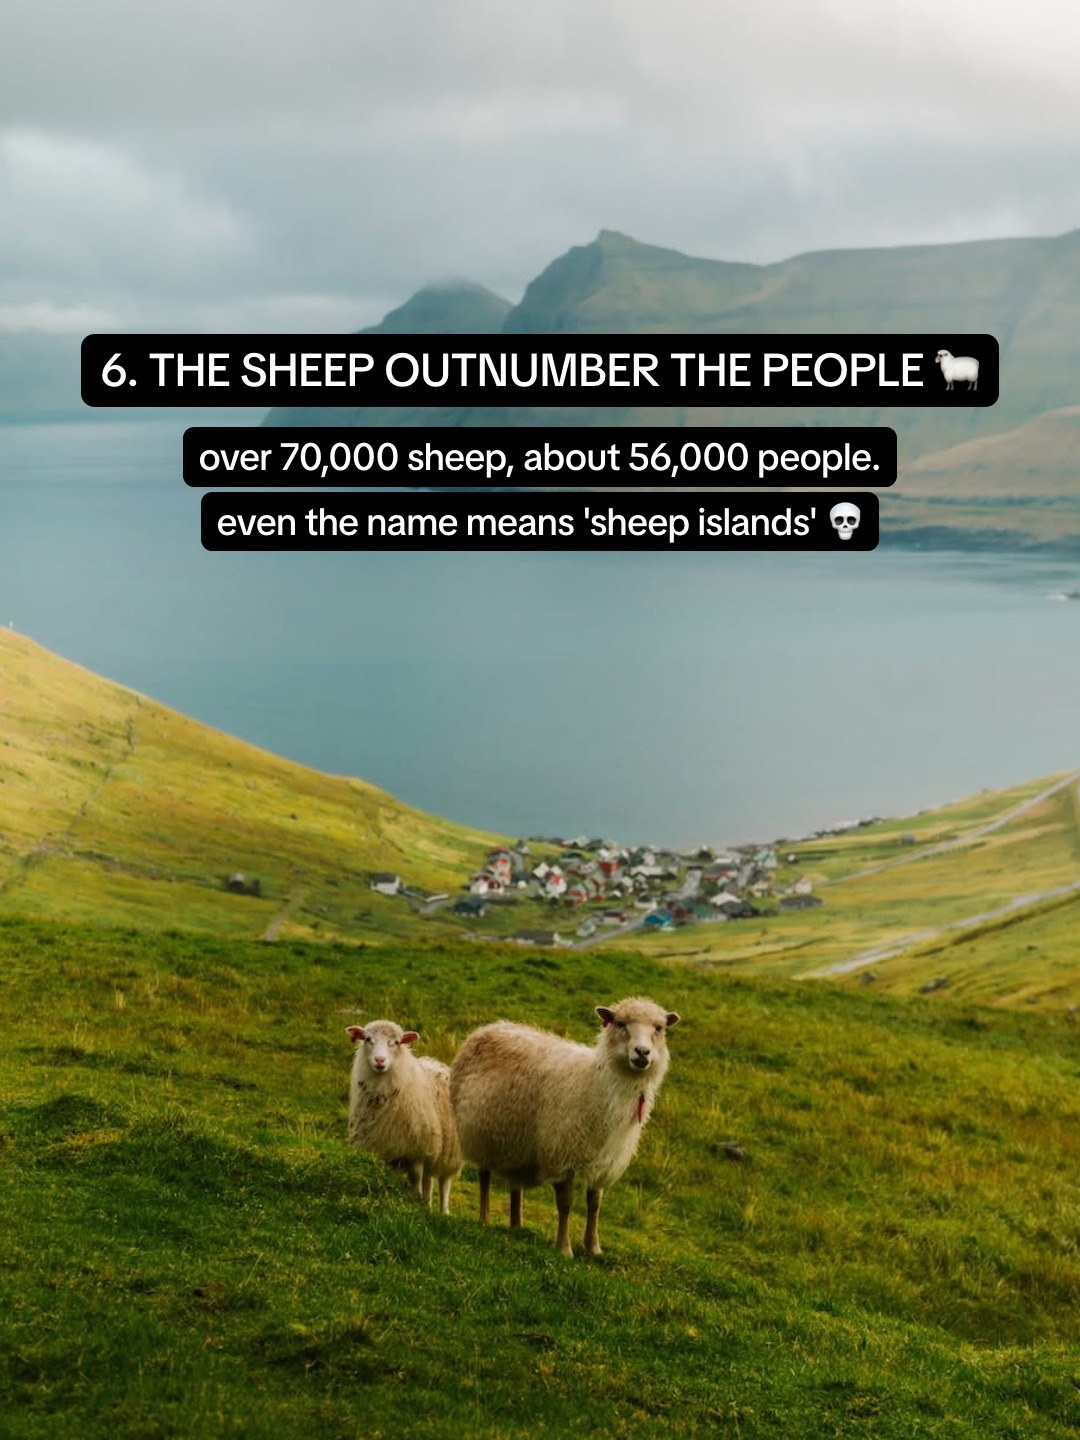 6. THE SHEEP OUTNUMBER THE PEOPLE 🐑
over 70,000 sheep, about 56,000 people.
even the name means 'sheep islands' 💀